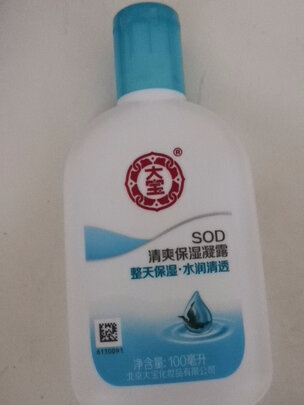 大宝®
SOD
清爽保湿凝露
整天保湿·水润清透
6110091
净含量:100毫升
北京大宝化妆品有限公司